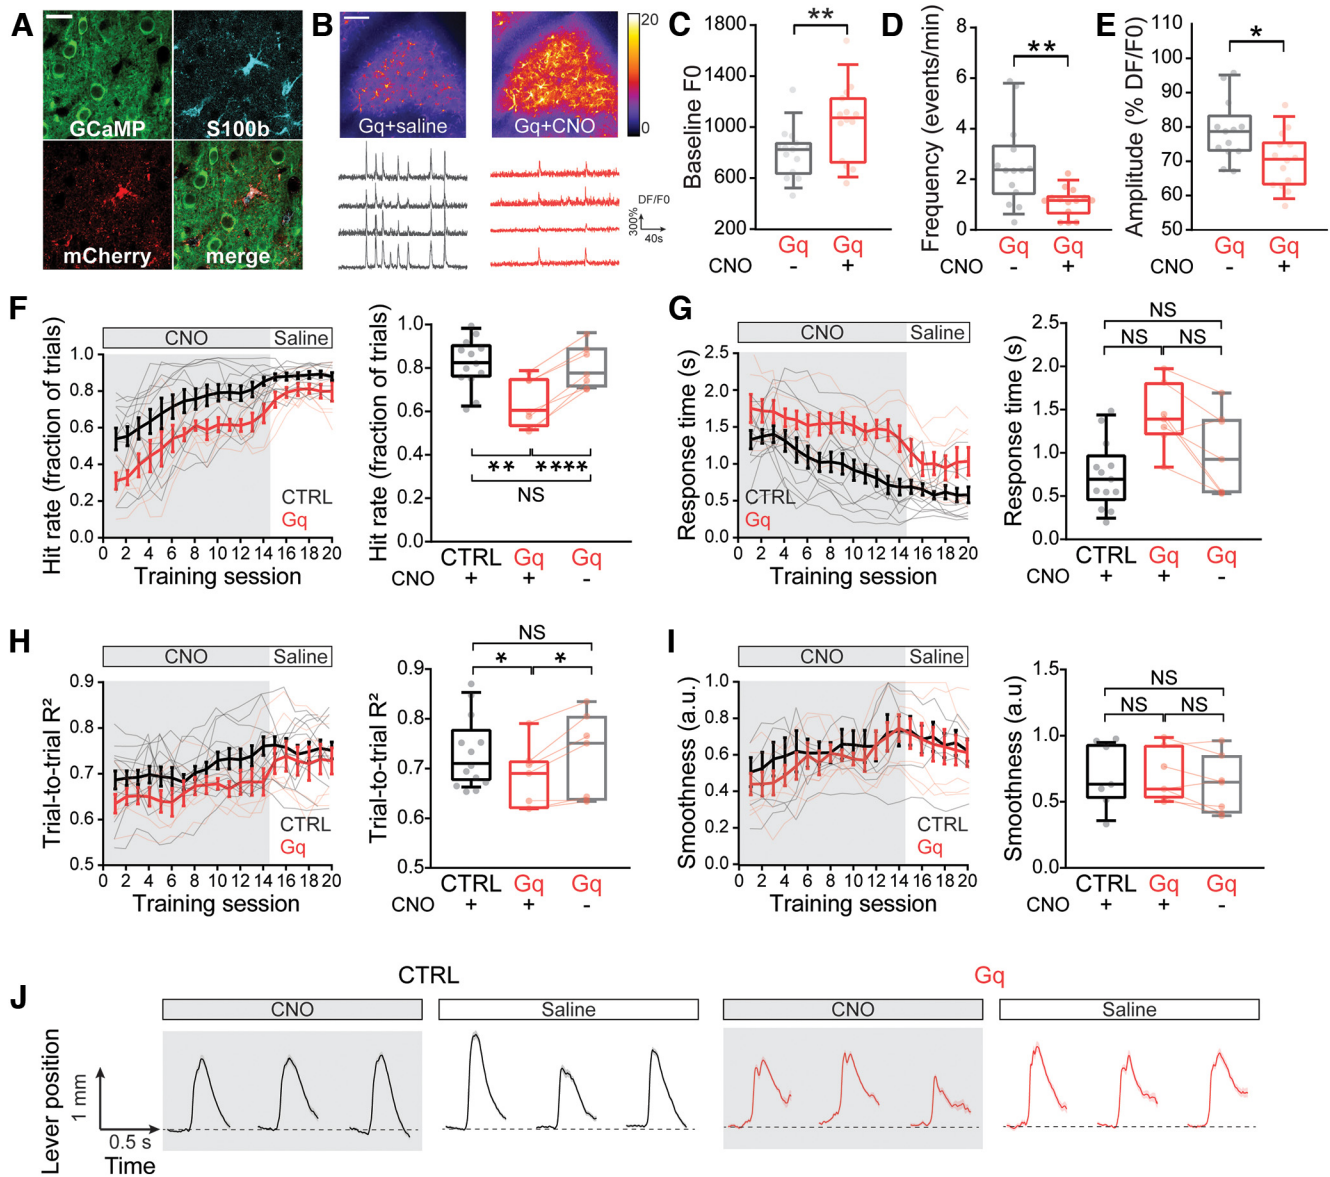 A
GCaMP
S100b
mCherry
merge
B
Gq+saline
Gq+CNO
20
0
DF/F0
300%
40s
C
**
Baseline F0
1800
1400
1000
600
200
Gq Gq
CNO - +
D
**
Frequency (events/min)
8
6
4
2
0
Gq Gq
- +
E
*
Amplitude (% DF/F0)
110
100
90
80
70
60
50
Gq Gq
CNO - +
F
CNO Saline
Hit rate (fraction of trials)
1.0
0.8
0.6
0.4
0.2
0.0
CTRL
Gq
0 2 4 6 8 10 12 14 16 18 20
Training session
Hit rate (fraction of trials)
1.0
0.8
0.6
0.4
0.2
0.0
** ****
NS
CTRL Gq Gq
CNO + + -
G
CNO Saline
Response time (s)
2.5
2.0
1.5
1.0
0.5
0.0
CTRL
Gq
0 2 4 6 8 10 12 14 16 18 20
Training session
NS
NS NS
Response time (s)
2.5
2.0
1.5
1.0
0.5
0.0
CTRL Gq Gq
CNO + + -
H
CNO Saline
Trial-to-trial R²
0.9
0.8
0.7
0.6
0.5
CTRL
Gq
0 2 4 6 8 10 12 14 16 18 20
Training session
NS
* *
Trial-to-trial R²
0.9
0.8
0.7
0.6
0.5
CTRL Gq Gq
CNO + + -
I
CNO Saline
Smoothness (a.u.)
1.0
0.8
0.6
0.4
0.2
0.0
CTRL
Gq
0 2 4 6 8 10 12 14 16 18 20
Training session
NS
NS NS
Smoothness (a.u)
1.5
1.0
0.5
0.0
CTRL Gq Gq
CNO + + -
J
CTRL Gq
CNO Saline CNO Saline
Lever position
1 mm
0.5 s
Time